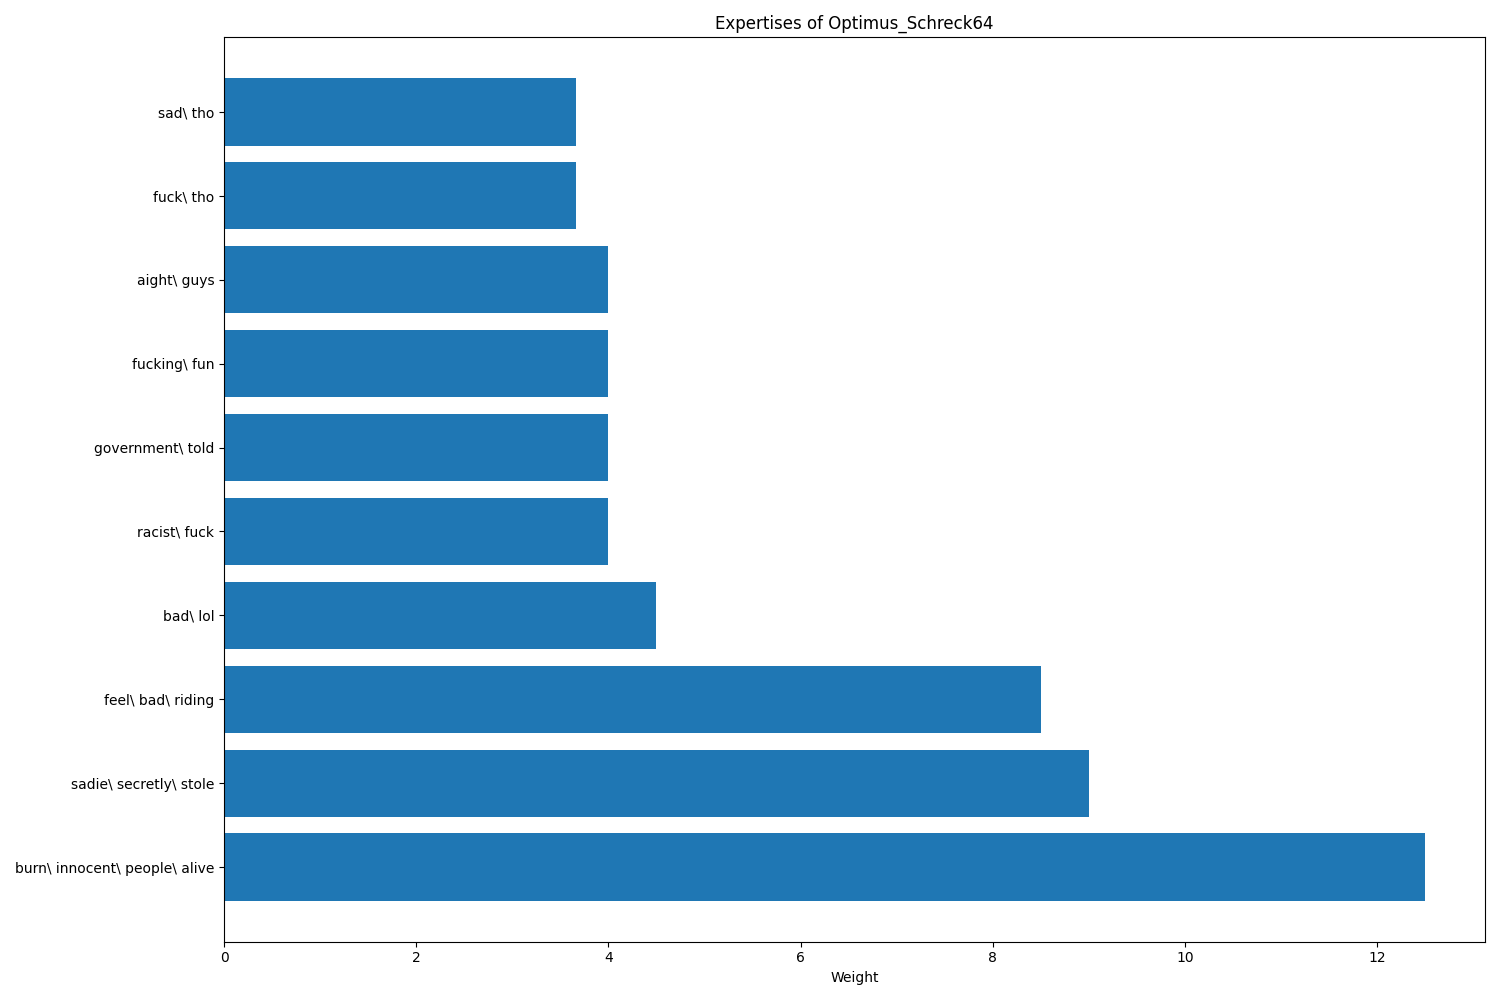 Expertises of Optimus_Schreck64
sad\ tho
fuck\ tho
aight\ guys
fucking\ fun
government\ told
racist\ fuck
bad\ lol
feel\ bad\ riding
sadie\ secretly\ stole
burn\ innocent\ people\ alive
0 2 4 6 8 10 12
Weight